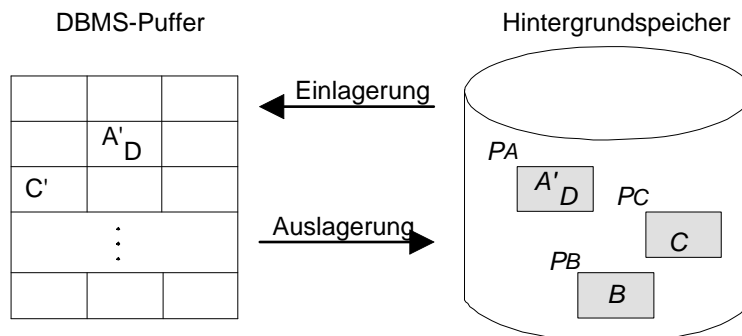 DBMS-Puffer
Hintergrundspeicher
Einlagerung
A'
D
C'
Auslagerung
PA
A'
D
PC
C
PB
B